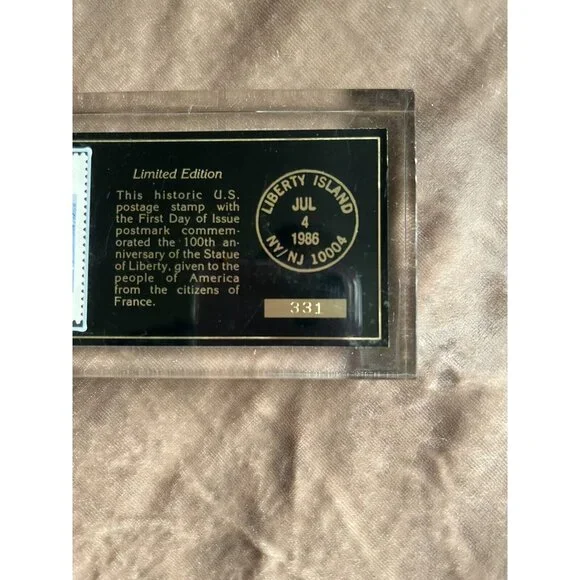 Limited Edition
This historic U.S.
postage stamp with
the First Day of Issue
postmark commem-
orated the 100th an-
niversary of the Statue
of Liberty, given to the
people of America
from the citizens of
France.
LIBERTY ISLAND
JUL
4
1986
NY/NJ 10004
331